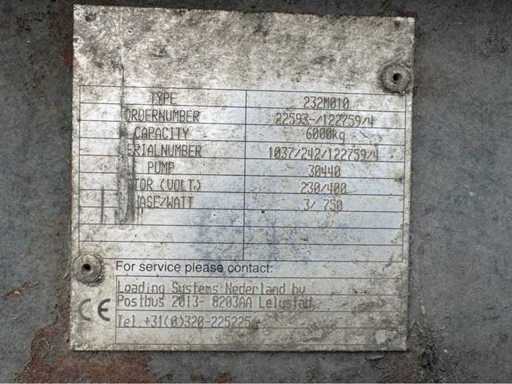 TYPE 232M010
ORDERNUMBER 22593-/122759/4
CAPACITY 6000kg
ERIALNUMBER 1037/242/122759/4
PUMP 30440
TOR (VOLT.) 230/400
HASE/WATT 3/ 750
For service please contact:
Loading Systems Nederland bv
Postbus 2013- 8203AA Lelystad
CE
Tel +31(0)320-225225